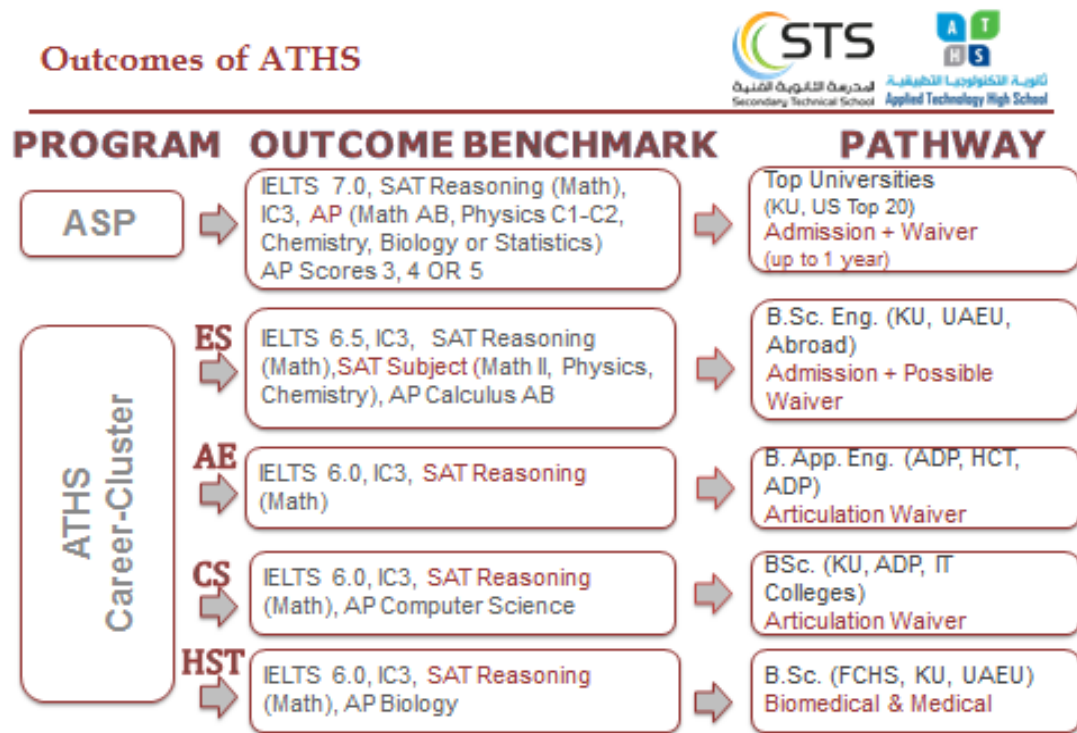 Outcomes of ATHS
STS
المدرسة الثانوية الفنية
Secondary Technical School
A T
H S
ثانوية التكنولوجيا التطبيقية
Applied Technology High School
PROGRAM OUTCOME BENCHMARK PATHWAY
ASP
IELTS 7.0, SAT Reasoning (Math),
IC3, AP (Math AB, Physics C1-C2,
Chemistry, Biology or Statistics)
AP Scores 3, 4 OR 5
Top Universities
(KU, US Top 20)
Admission + Waiver
(up to 1 year)
ATHS
Career-Cluster
ES
IELTS 6.5, IC3, SAT Reasoning
(Math),SAT Subject (Math II, Physics,
Chemistry), AP Calculus AB
B.Sc. Eng. (KU, UAEU,
Abroad)
Admission + Possible
Waiver
AE
IELTS 6.0, IC3, SAT Reasoning
(Math)
B. App. Eng. (ADP, HCT,
ADP)
Articulation Waiver
CS
IELTS 6.0, IC3, SAT Reasoning
(Math), AP Computer Science
BSc. (KU, ADP, IT
Colleges)
Articulation Waiver
HST
IELTS 6.0, IC3, SAT Reasoning
(Math), AP Biology
B.Sc. (FCHS, KU, UAEU)
Biomedical & Medical